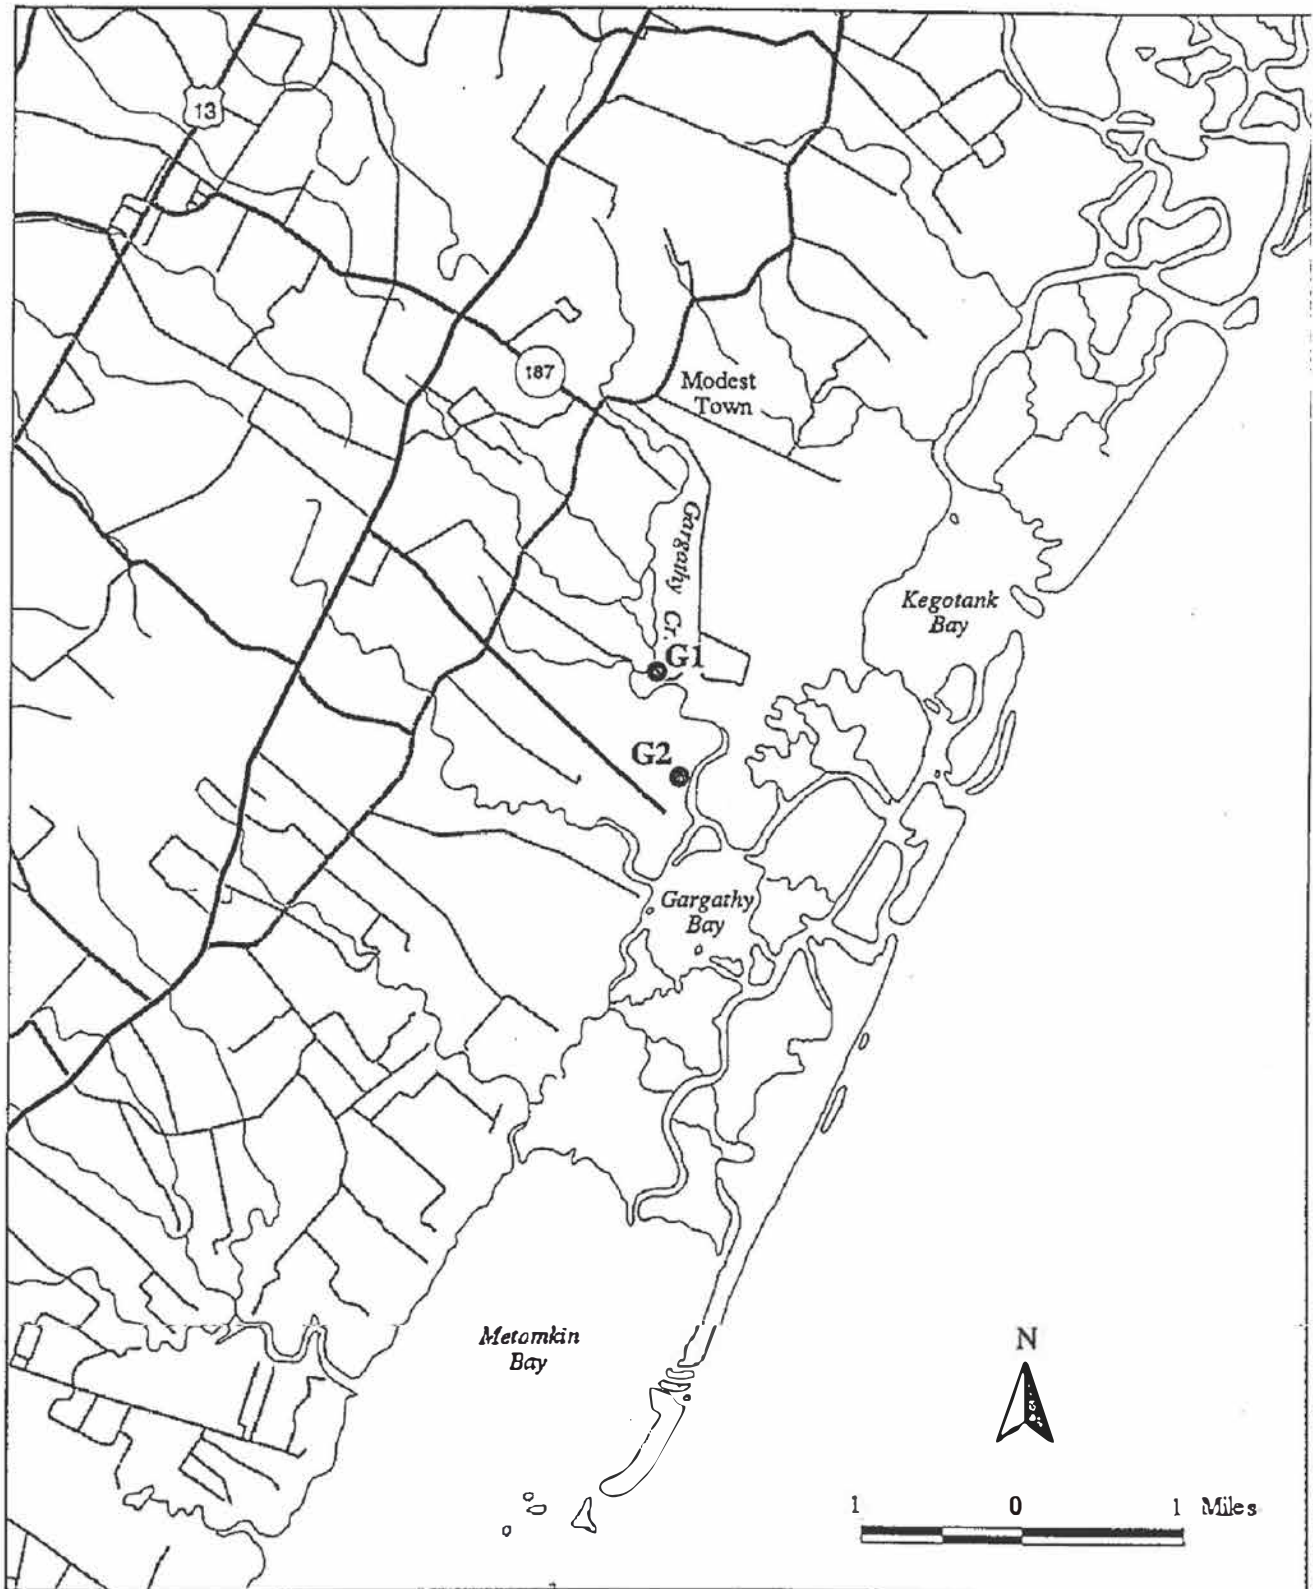 13
187
Modest
Town
Gargathy Cr.
Kegotank
Bay
G1
G2
Gargathy
Bay
Metomkin
Bay
N
1 0 1 Miles